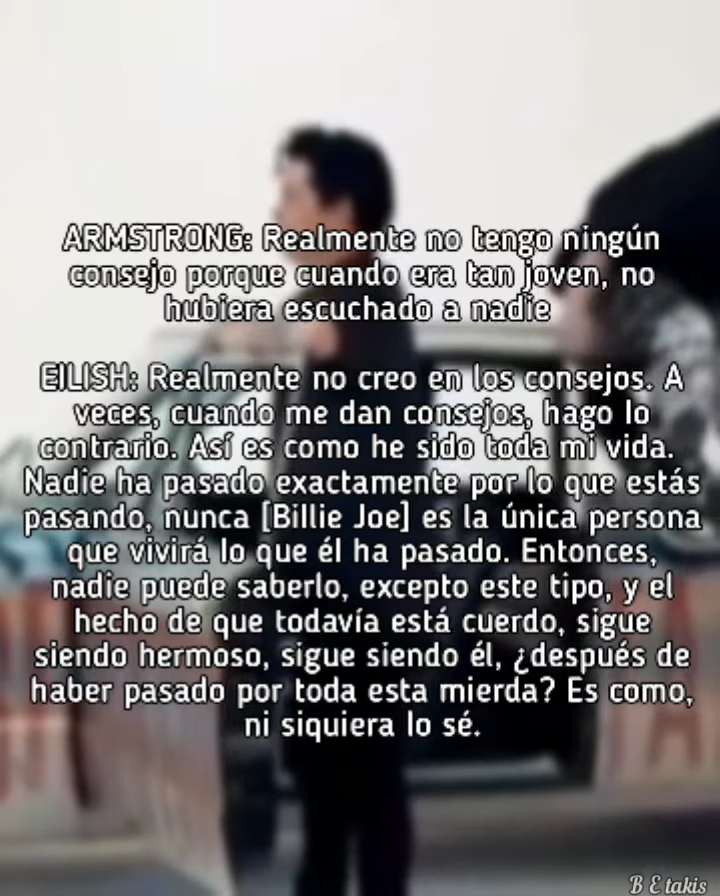 ARMSTRONG: Realmente no tengo ningún
consejo porque cuando era tan joven, no
hubiera escuchado a nadie
EILISH: Realmente no creo en los consejos. A
veces, cuando me dan consejos, hago lo
contrario. Así es como he sido toda mi vida.
Nadie ha pasado exactamente por lo que estás
pasando, nunca [Billie Joe] es la única persona
que vivirá lo que él ha pasado. Entonces,
nadie puede saberlo, excepto este tipo, y el
hecho de que todavía está cuerdo, sigue
siendo hermoso, sigue siendo él, ¿después de
haber pasado por toda esta mierda? Es como,
ni siquiera lo sé.
B E takis